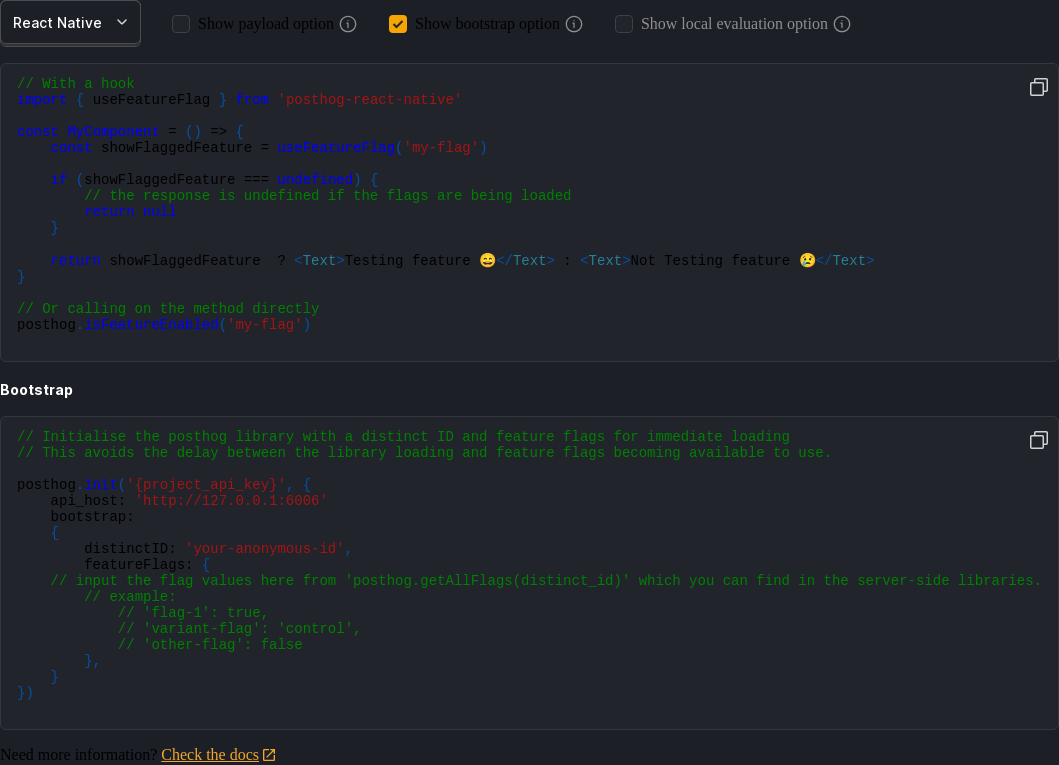 React Native
Show payload option
Show bootstrap option
Show local evaluation option
// With a hook
import { useFeatureFlag } from 'posthog-react-native'
const MyComponent = () => {
    const showFlaggedFeature = useFeatureFlag('my-flag')
    if (showFlaggedFeature === undefined) {
        // the response is undefined if the flags are being loaded
        return null
    }
    return showFlaggedFeature  ? <Text>Testing feature 😄</Text> : <Text>Not Testing feature 😢</Text>
}
// Or calling on the method directly
posthog.isFeatureEnabled('my-flag')
Bootstrap
// Initialise the posthog library with a distinct ID and feature flags for immediate loading
// This avoids the delay between the library loading and feature flags becoming available to use.
posthog.init('{project_api_key}', {
    api_host: 'http://127.0.0.1:6006'
    bootstrap:
    {
        distinctID: 'your-anonymous-id',
        featureFlags: {
    // input the flag values here from 'posthog.getAllFlags(distinct_id)' which you can find in the server-side libraries.
        // example:
            // 'flag-1': true,
            // 'variant-flag': 'control',
            // 'other-flag': false
        },
    }
})
Need more information? Check the docs